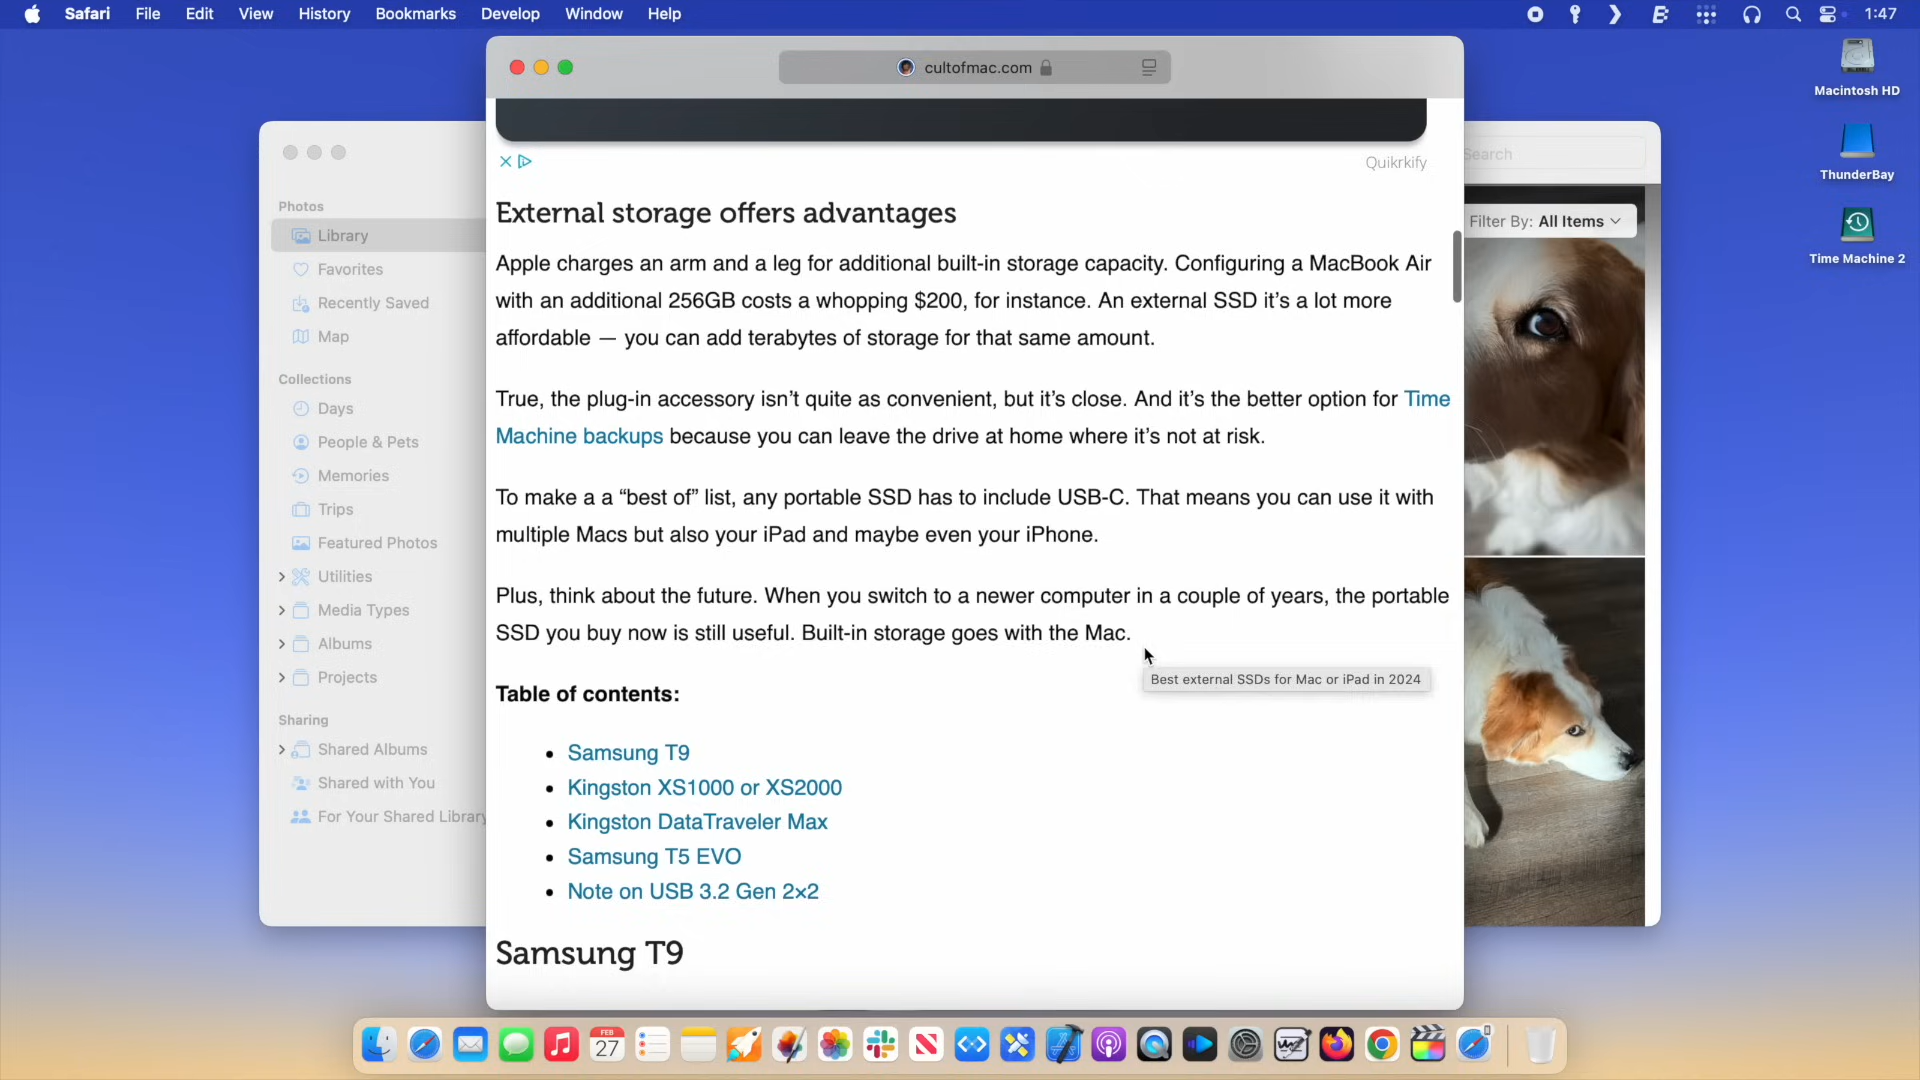 Safari File Edit View History Bookmarks Develop Window Help 1:47
cultofmac.com
Quikrkify
External storage offers advantages
Apple charges an arm and a leg for additional built-in storage capacity. Configuring a MacBook Air
with an additional 256GB costs a whopping $200, for instance. An external SSD it’s a lot more
affordable — you can add terabytes of storage for that same amount.
True, the plug-in accessory isn’t quite as convenient, but it’s close. And it’s the better option for Time
Machine backups because you can leave the drive at home where it’s not at risk.
To make a a “best of” list, any portable SSD has to include USB-C. That means you can use it with
multiple Macs but also your iPad and maybe even your iPhone.
Plus, think about the future. When you switch to a newer computer in a couple of years, the portable
SSD you buy now is still useful. Built-in storage goes with the Mac.
Best external SSDs for Mac or iPad in 2024
Table of contents:
• Samsung T9
• Kingston XS1000 or XS2000
• Kingston DataTraveler Max
• Samsung T5 EVO
• Note on USB 3.2 Gen 2×2
Samsung T9
Photos
Library
Favorites
Recently Saved
Map
Collections
Days
People & Pets
Memories
Trips
Featured Photos
Utilities
Media Types
Albums
Projects
Sharing
Shared Albums
Shared with You
For Your Shared Library
Search
Filter By: All Items
Macintosh HD
ThunderBay
Time Machine 2
FEB
27